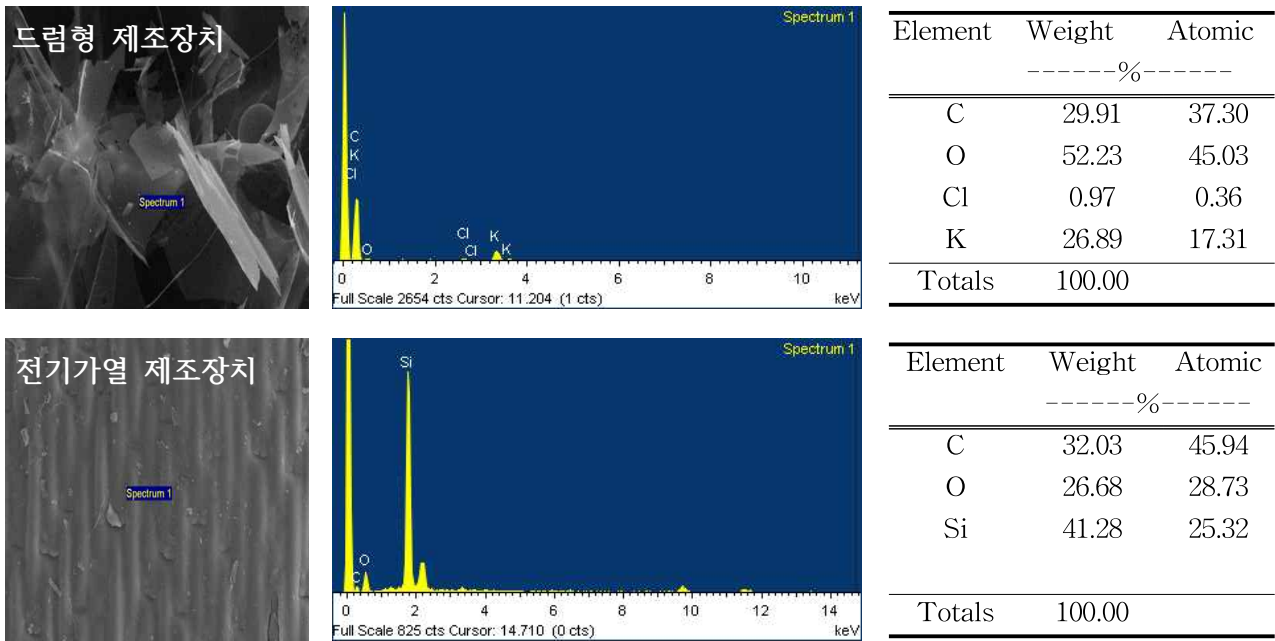 드럼형 제조장치
Spectrum 1
Spectrum 1
C
K
Cl
O
Cl
Cl
K
K
0 2 4 6 8 10
Full Scale 2654 cts Cursor: 11.204 (1 cts) keV
Element Weight Atomic
------%------
C 29.91 37.30
O 52.23 45.03
Cl 0.97 0.36
K 26.89 17.31
Totals 100.00
전기가열 제조장치
Spectrum 1
Spectrum 1
Si
O
C
0 2 4 6 8 10 12 14
Full Scale 825 cts Cursor: 14.710 (0 cts) keV
Element Weight Atomic
------%------
C 32.03 45.94
O 26.68 28.73
Si 41.28 25.32
Totals 100.00